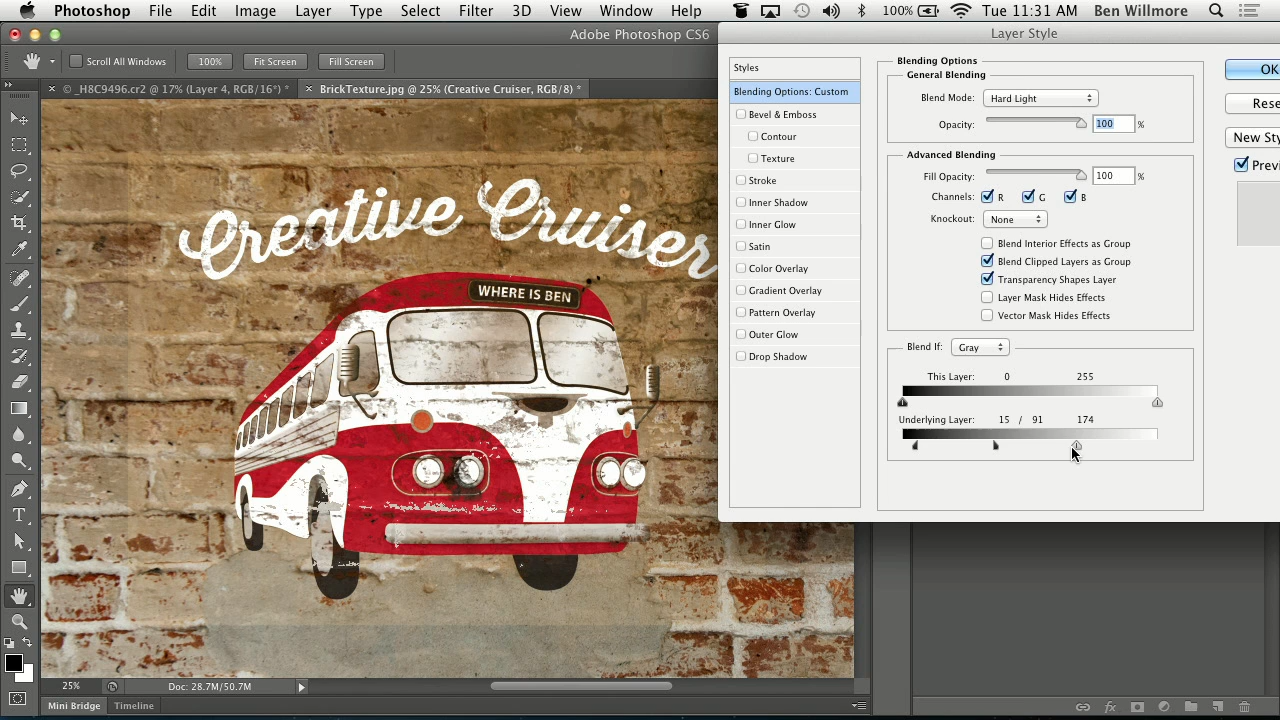 Photoshop File Edit Image Layer Type Select Filter 3D View Window Help 100% Tue 11:31 AM Ben Willmore
Adobe Photoshop CS6
Layer Style
Scroll All Windows 100% Fit Screen Fill Screen
© _H8C9496.cr2 @ 17% (Layer 4, RGB/16*) * BrickTexture.jpg @ 25% (Creative Cruiser, RGB/8) *
Creative Cruiser
WHERE IS BEN
Styles
Blending Options: Custom
Bevel & Emboss
Contour
Texture
Stroke
Inner Shadow
Inner Glow
Satin
Color Overlay
Gradient Overlay
Pattern Overlay
Outer Glow
Drop Shadow
Blending Options
General Blending
Blend Mode: Hard Light
Opacity: 100 %
Advanced Blending
Fill Opacity: 100 %
Channels: R G B
Knockout: None
Blend Interior Effects as Group
Blend Clipped Layers as Group
Transparency Shapes Layer
Layer Mask Hides Effects
Vector Mask Hides Effects
Blend If: Gray
This Layer: 0 255
Underlying Layer: 15 / 91 174
OK
Rese
New Sty
Previ
25% Doc: 28.7M/50.7M
Mini Bridge Timeline
fx